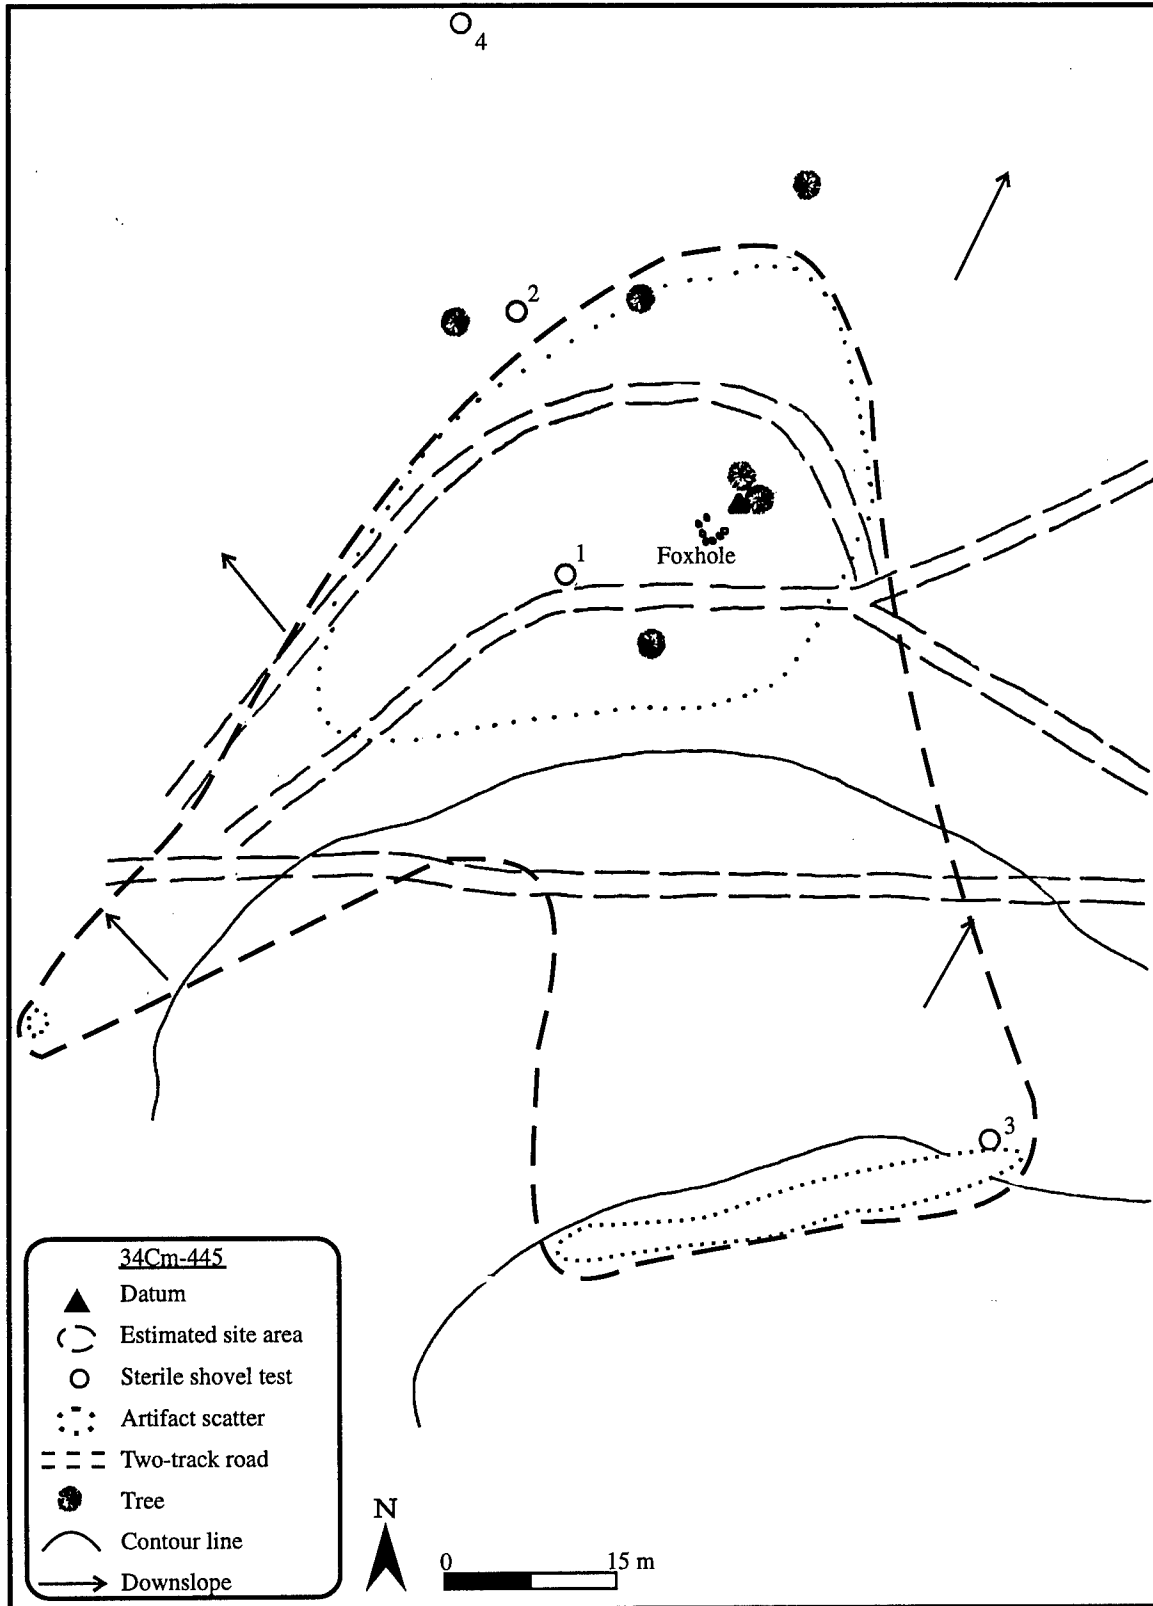 4
2
1
Foxhole
3
34Cm-445
Datum
Estimated site area
Sterile shovel test
Artifact scatter
Two-track road
Tree
Contour line
Downslope
N
0 15 m